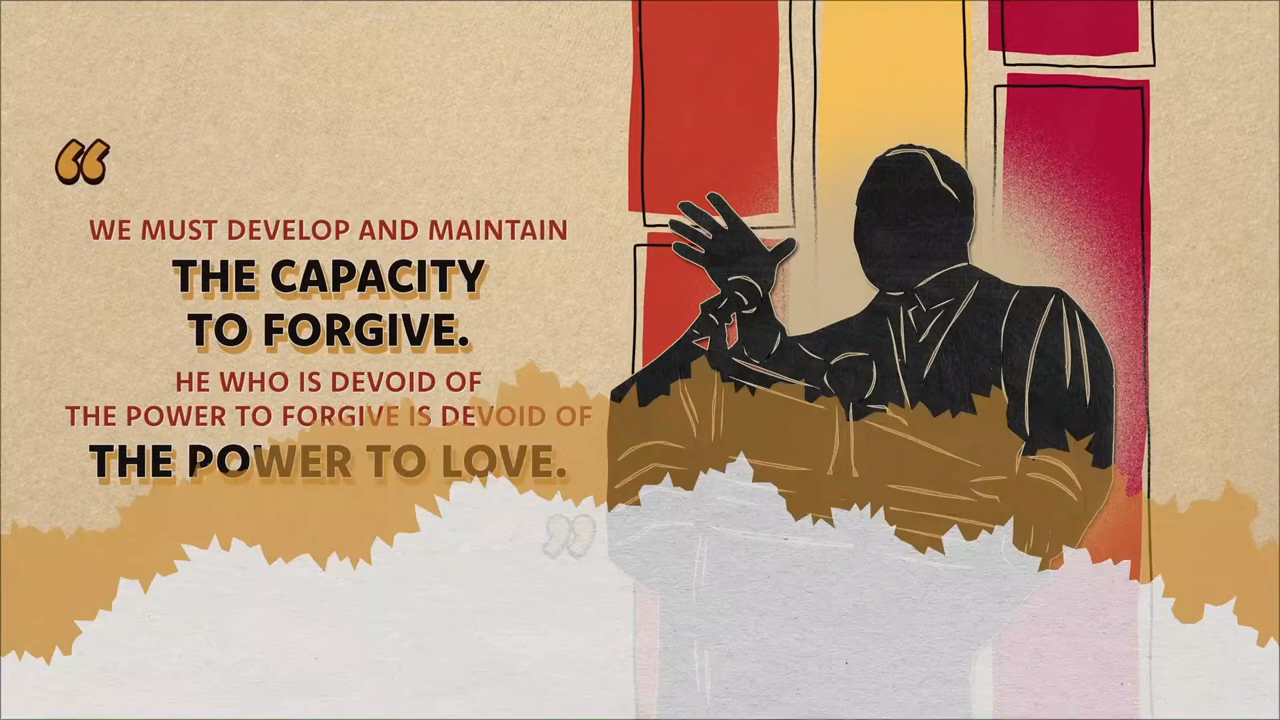 “
WE MUST DEVELOP AND MAINTAIN
THE CAPACITY
TO FORGIVE.
HE WHO IS DEVOID OF
THE POWER TO FORGIVE IS DEVOID OF
THE POWER TO LOVE.
”